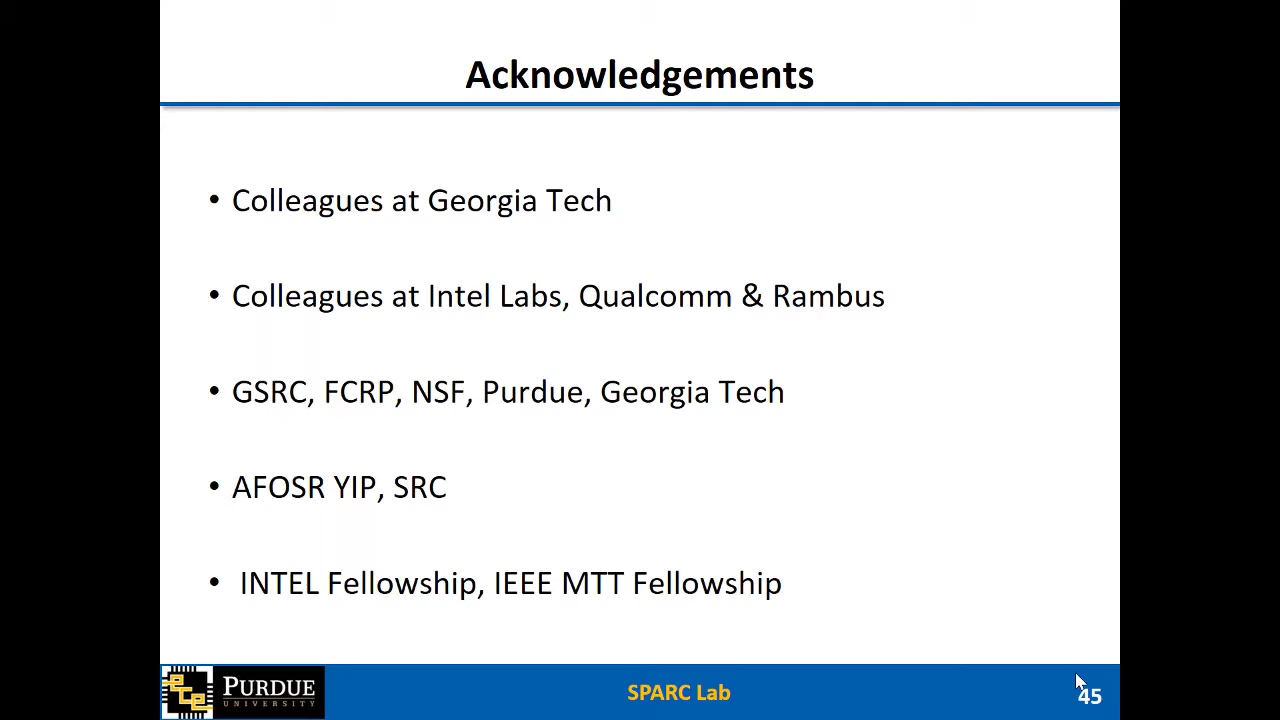 Acknowledgements
• Colleagues at Georgia Tech
• Colleagues at Intel Labs, Qualcomm & Rambus
• GSRC, FCRP, NSF, Purdue, Georgia Tech
• AFOSR YIP, SRC
• INTEL Fellowship, IEEE MTT Fellowship
ece
PURDUE
UNIVERSITY
SPARC Lab
45